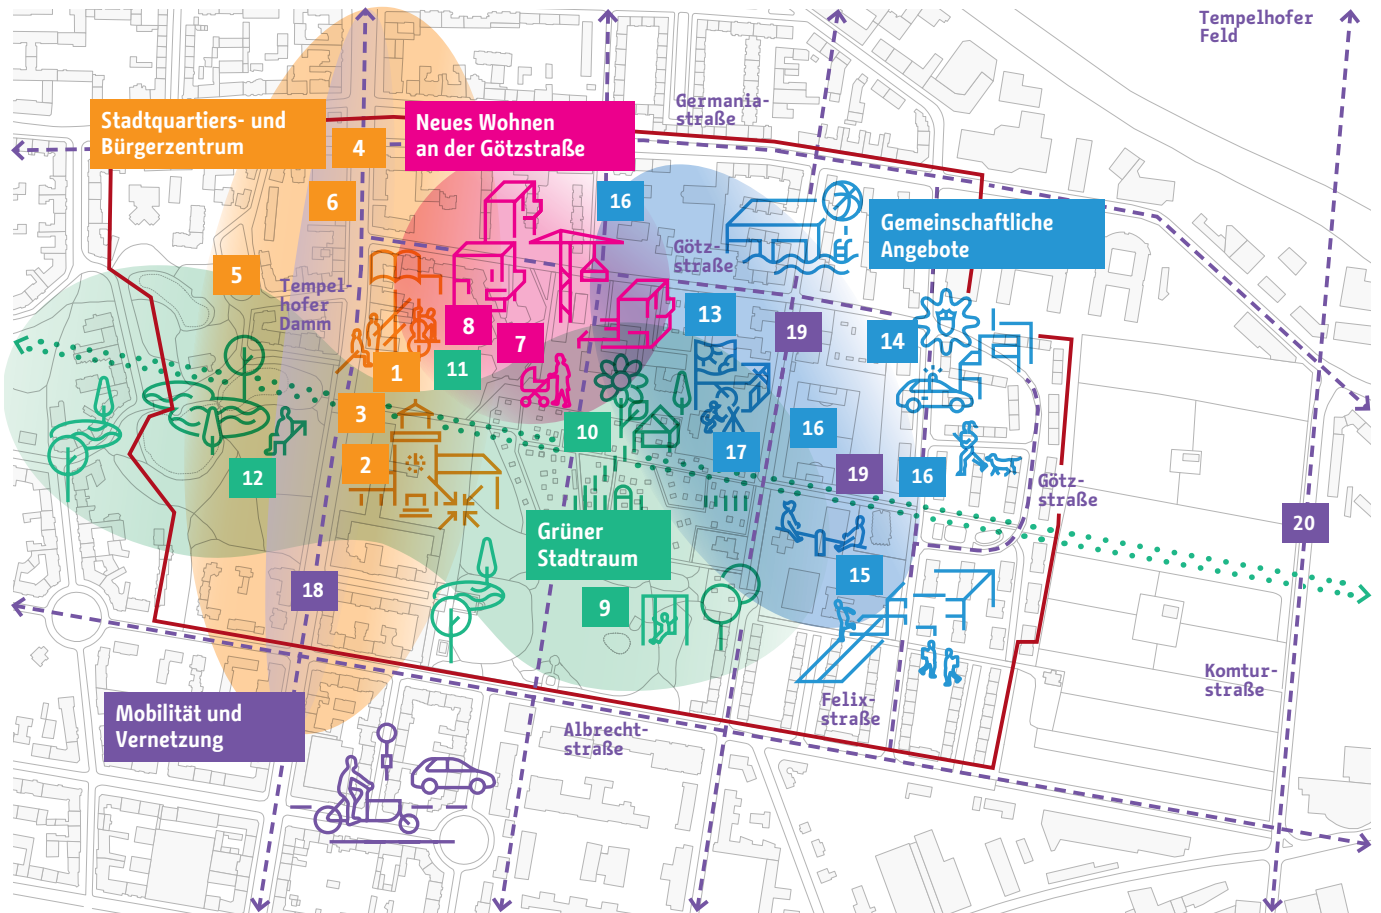 Tempelhofer
Feld
Germania-
straße
Stadtquartiers- und
Bürgerzentrum
4
Neues Wohnen
an der Götzstraße
6
16
Gemeinschaftliche
Angebote
Götz-
straße
5
Tempel-
hofer
Damm
8
7
13
19
14
1
11
3
10
16
2
17
12
19
16
Götz-
straße
20
Grüner
Stadtraum
18
9
15
Komtur-
straße
Felix-
straße
Mobilität und
Vernetzung
Albrecht-
straße